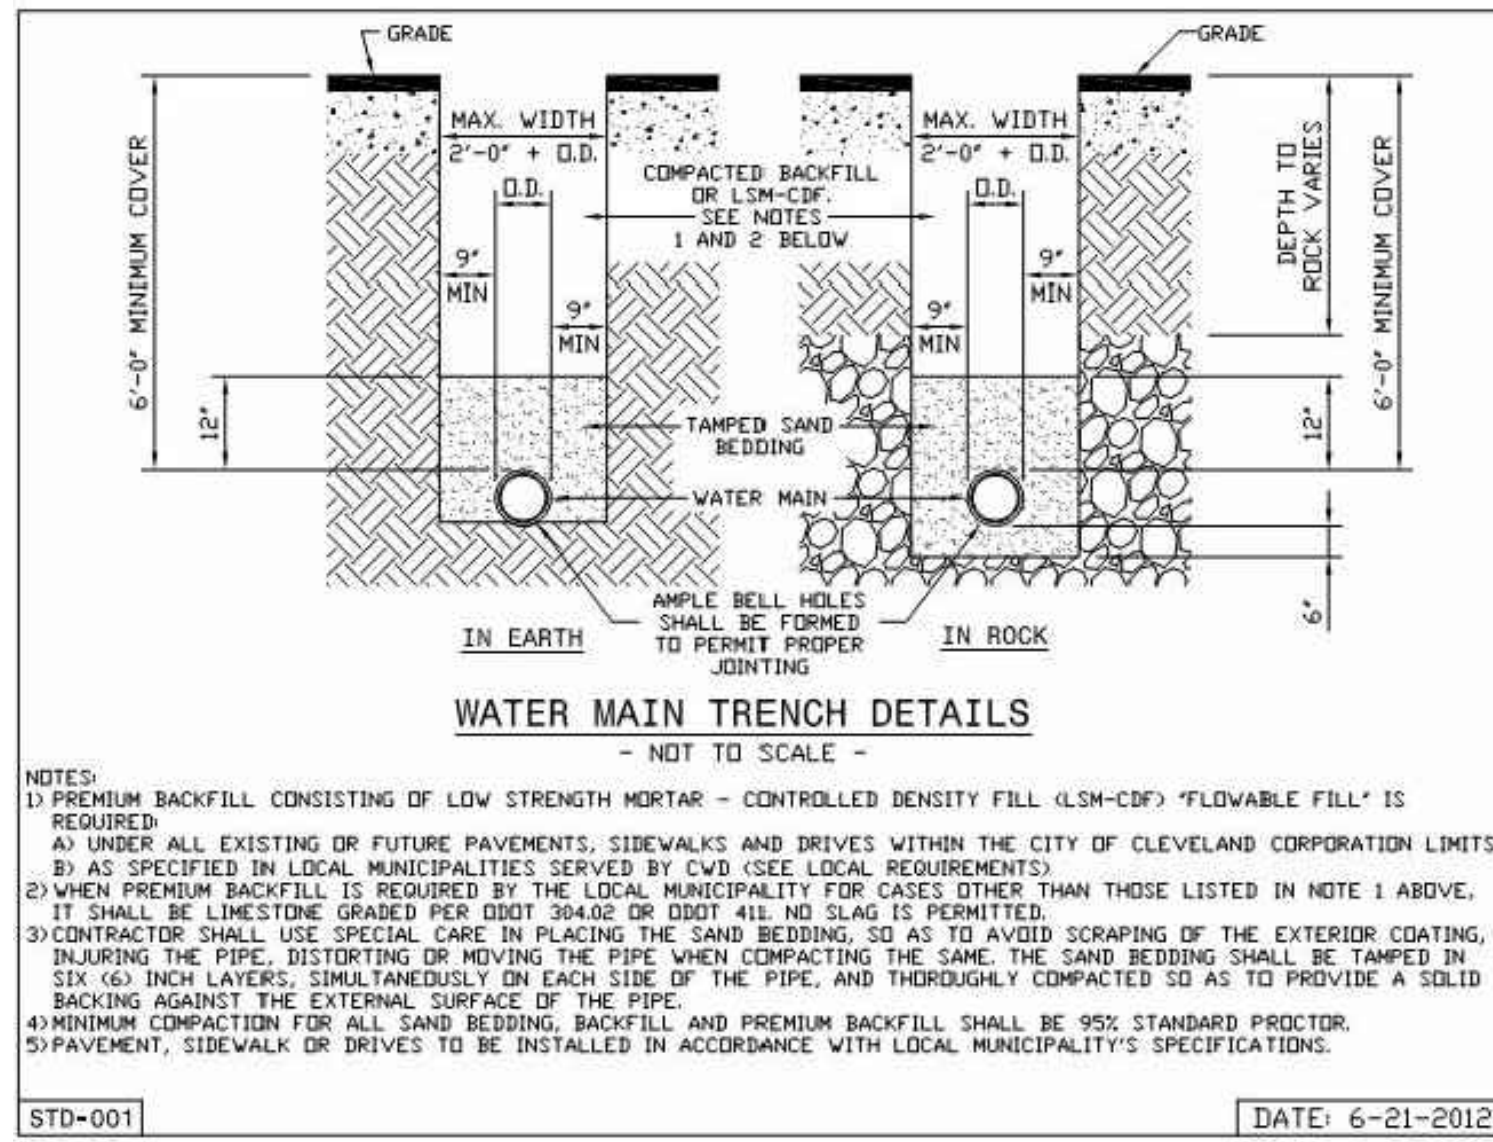 GRADE
GRADE
MAX. WIDTH
2'-0" + O.D.
MAX. WIDTH
2'-0" + O.D.
COMPACTED BACKFILL
OR LSM-CDF.
SEE NOTES
1 AND 2 BELOW
O.D.
O.D.
9"
MIN
9"
MIN
9"
MIN
9"
MIN
6'-0" MINIMUM COVER
12"
DEPTH TO
ROCK VARIES
6'-0" MINIMUM COVER
12"
6"
TAMPED SAND
BEDDING
WATER MAIN
AMPLE BELL HOLES
SHALL BE FORMED
TO PERMIT PROPER
JOINTING
IN EARTH
IN ROCK
WATER MAIN TRENCH DETAILS
- NOT TO SCALE -
NOTES:
1) PREMIUM BACKFILL CONSISTING OF LOW STRENGTH MORTAR - CONTROLLED DENSITY FILL (LSM-CDF) "FLOWABLE FILL" IS
REQUIRED:
A) UNDER ALL EXISTING OR FUTURE PAVEMENTS, SIDEWALKS AND DRIVES WITHIN THE CITY OF CLEVELAND CORPORATION LIMITS
B) AS SPECIFIED IN LOCAL MUNICIPALITIES SERVED BY CWD (SEE LOCAL REQUIREMENTS)
2) WHEN PREMIUM BACKFILL IS REQUIRED BY THE LOCAL MUNICIPALITY FOR CASES OTHER THAN THOSE LISTED IN NOTE 1 ABOVE,
IT SHALL BE LIMESTONE GRADED PER ODOT 304.02 OR ODOT 411. NO SLAG IS PERMITTED.
3) CONTRACTOR SHALL USE SPECIAL CARE IN PLACING THE SAND BEDDING, SO AS TO AVOID SCRAPING OF THE EXTERIOR COATING,
INJURING THE PIPE, DISTORTING OR MOVING THE PIPE WHEN COMPACTING THE SAME. THE SAND BEDDING SHALL BE TAMPED IN
SIX (6) INCH LAYERS, SIMULTANEOUSLY ON EACH SIDE OF THE PIPE, AND THOROUGHLY COMPACTED SO AS TO PROVIDE A SOLID
BACKING AGAINST THE EXTERNAL SURFACE OF THE PIPE.
4) MINIMUM COMPACTION FOR ALL SAND BEDDING, BACKFILL AND PREMIUM BACKFILL SHALL BE 95% STANDARD PROCTOR.
5) PAVEMENT, SIDEWALK OR DRIVES TO BE INSTALLED IN ACCORDANCE WITH LOCAL MUNICIPALITY'S SPECIFICATIONS.
STD-001
DATE: 6-21-2012